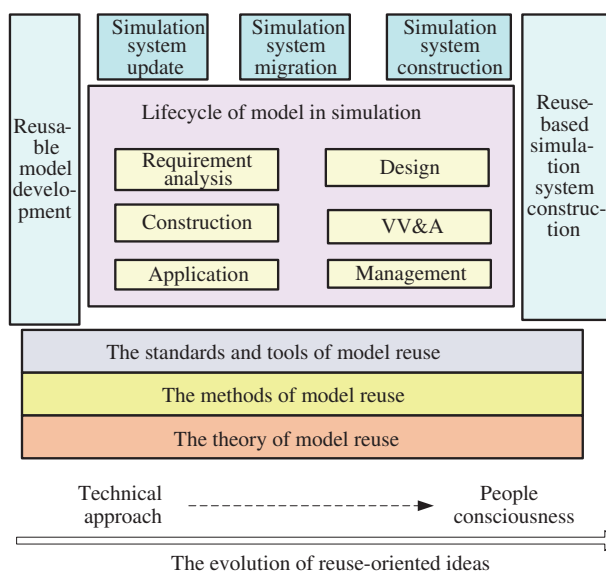 Simulation
system
update
Simulation
system
migration
Simulation
system
construction
Reusa-
ble
model
develo-
pment
Lifecycle of model in simulation
Requirement
analysis
Design
Construction
VV&A
Application
Management
Reuse-
based
simula-
tion
system
construc-
tion
The standards and tools of model reuse
The methods of model reuse
The theory of model reuse
Technical
approach
People
consciousness
The evolution of reuse-oriented ideas